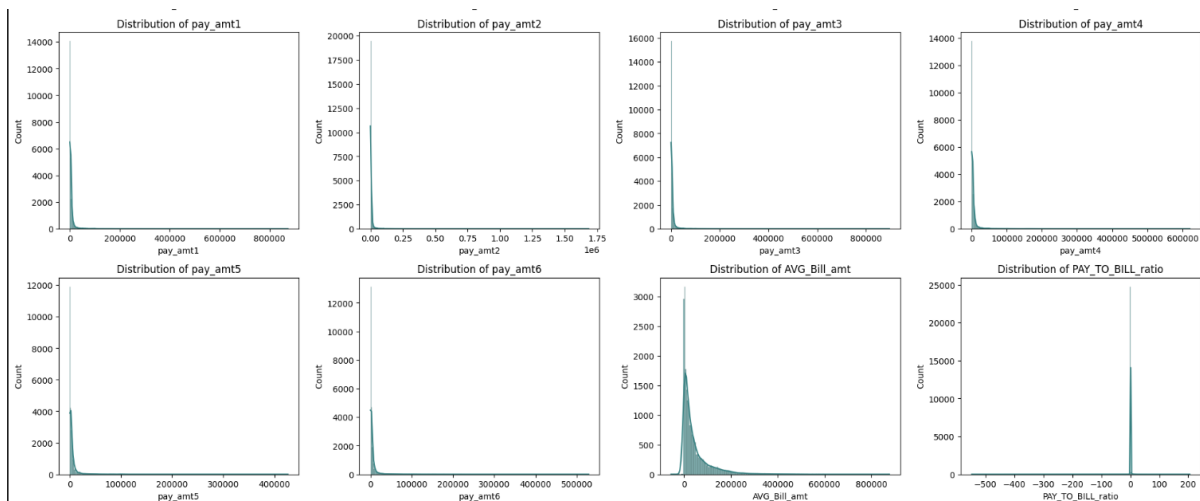 Distribution of pay_amt1
Distribution of pay_amt2
Distribution of pay_amt3
Distribution of pay_amt4
14000
12000
10000
8000
6000
4000
2000
0
Count
0 200000 400000 600000 800000
pay_amt1
20000
17500
15000
12500
10000
7500
5000
2500
0
Count
0.00 0.25 0.50 0.75 1.00 1.25 1.50 1.75
1e6
pay_amt2
16000
14000
12000
10000
8000
6000
4000
2000
0
Count
0 200000 400000 600000 800000
pay_amt3
14000
12000
10000
8000
6000
4000
2000
0
Count
0 100000 200000 300000 400000 500000 600000
pay_amt4
Distribution of pay_amt5
Distribution of pay_amt6
Distribution of AVG_Bill_amt
Distribution of PAY_TO_BILL_ratio
12000
10000
8000
6000
4000
2000
0
Count
0 100000 200000 300000 400000
pay_amt5
12000
10000
8000
6000
4000
2000
0
Count
0 100000 200000 300000 400000 500000
pay_amt6
3000
2500
2000
1500
1000
500
0
Count
0 200000 400000 600000 800000
AVG_Bill_amt
25000
20000
15000
10000
5000
0
Count
−500 −400 −300 −200 −100 0 100 200
PAY_TO_BILL_ratio